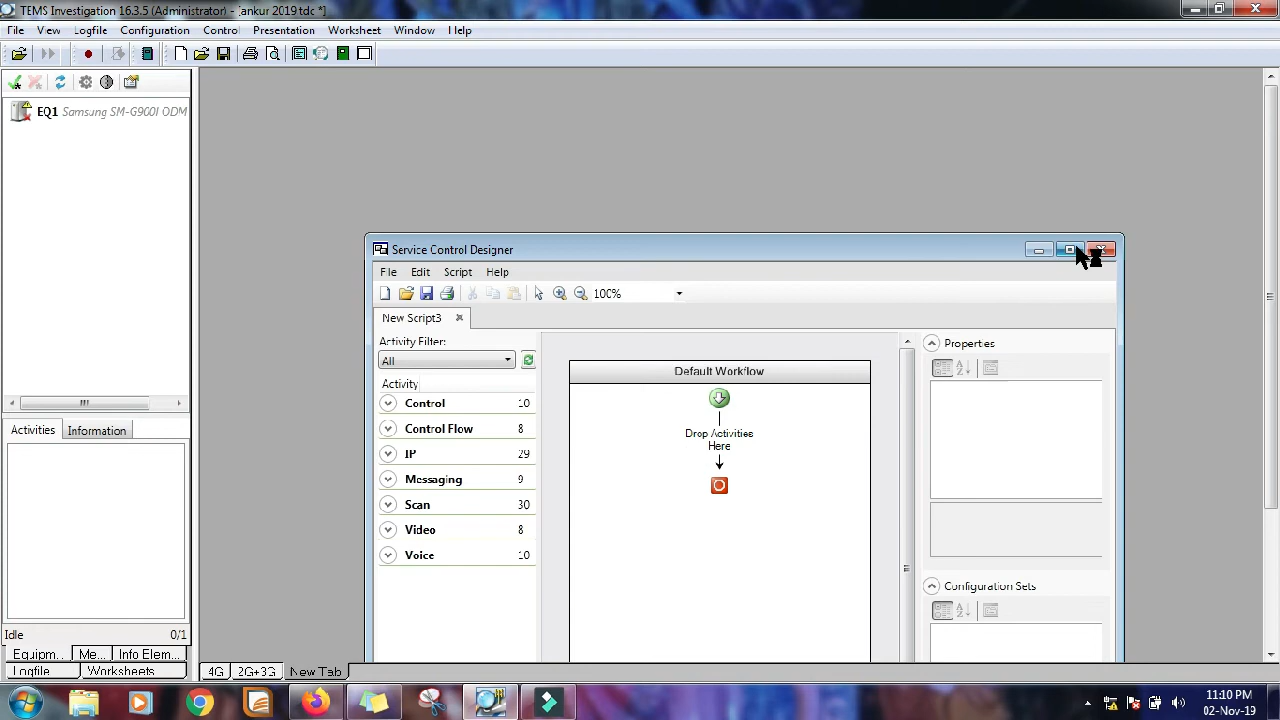 TEMS Investigation 16.3.5 (Administrator) - [ankur 2019 tdc *]
File View Logfile Configuration Control Presentation Worksheet Window Help
EQ1 Samsung SM-G900I ODM
Activities Information
Idle 0/1
Equipm... Me... Info Elem...
Logfile Worksheets
Service Control Designer
File Edit Script Help
100%
New Script3
Activity Filter:
All
Activity
Control 10
Control Flow 8
IP 29
Messaging 9
Scan 30
Video 8
Voice 10
Default Workflow
Drop Activities
Here
Properties
Configuration Sets
4G 2G+3G New Tab
11:10 PM
02-Nov-19